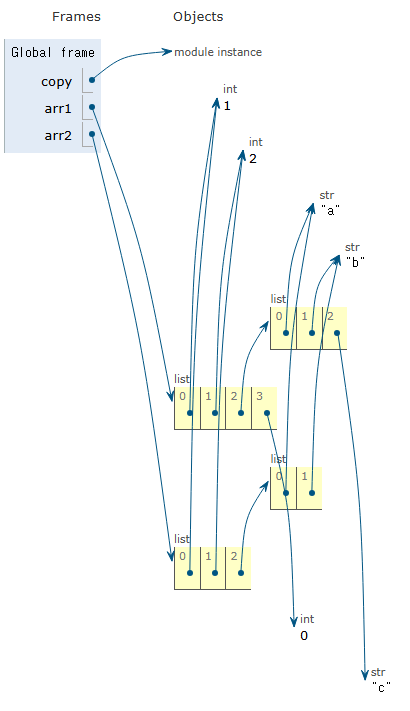 Frames Objects
Global frame
copy
module instance
arr1
arr2
int
1
int
2
str
"a"
str
"b"
list
0 1 2
list
0 1 2 3
list
0 1
list
0 1 2
int
0
str
"c"